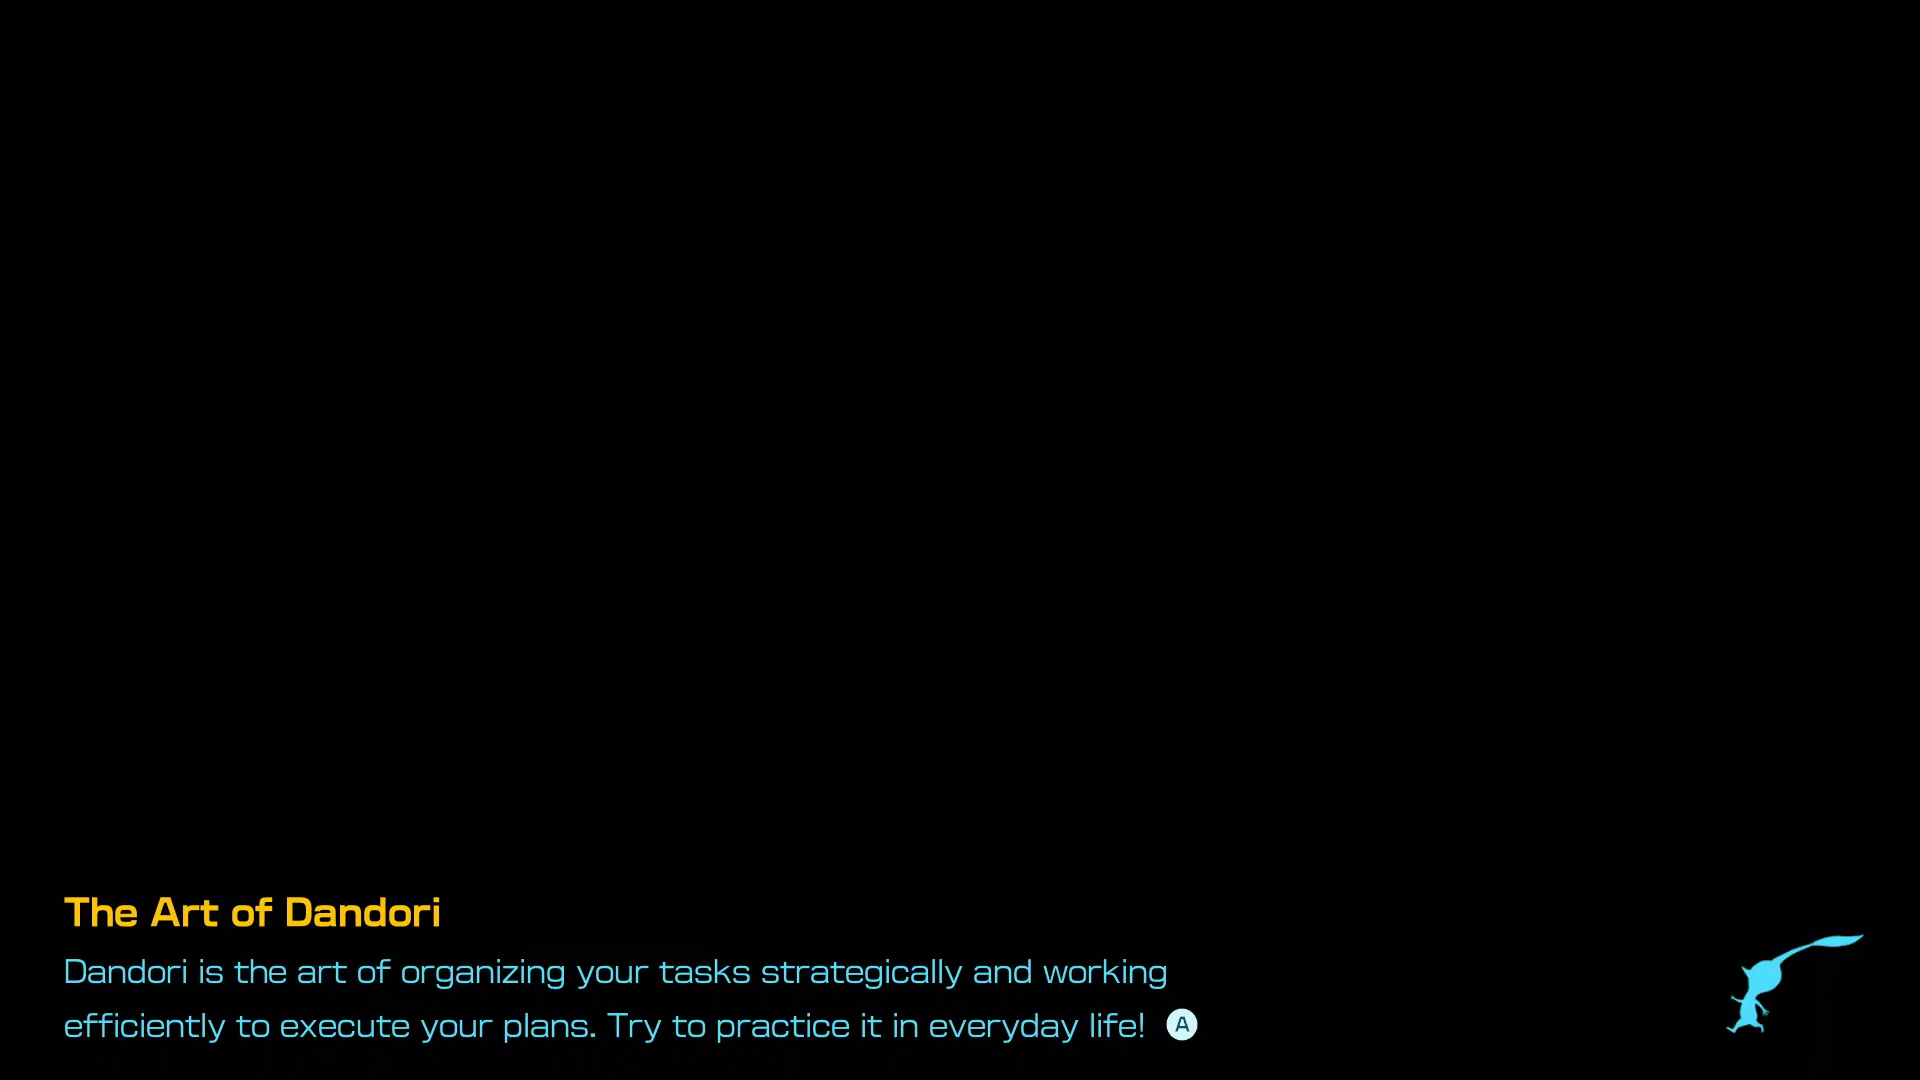 The Art of Dandori
Dandori is the art of organizing your tasks strategically and working
efficiently to execute your plans. Try to practice it in everyday life! A